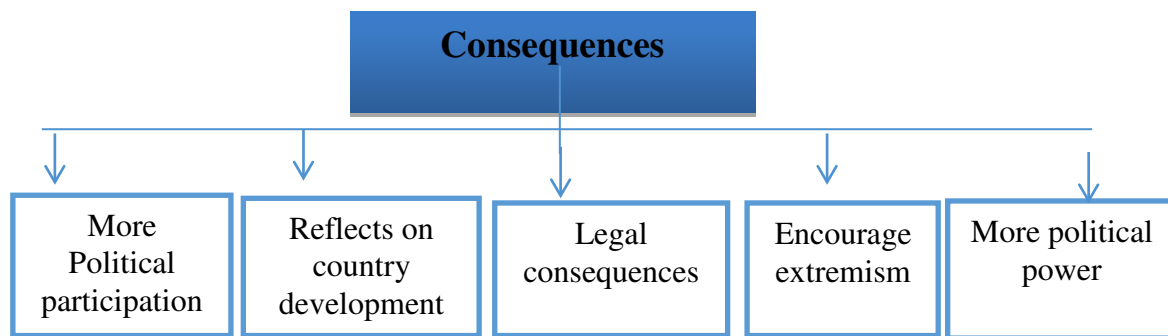 Consequences
More
Political
participation
Reflects on
country
development
Legal
consequences
Encourage
extremism
More political
power